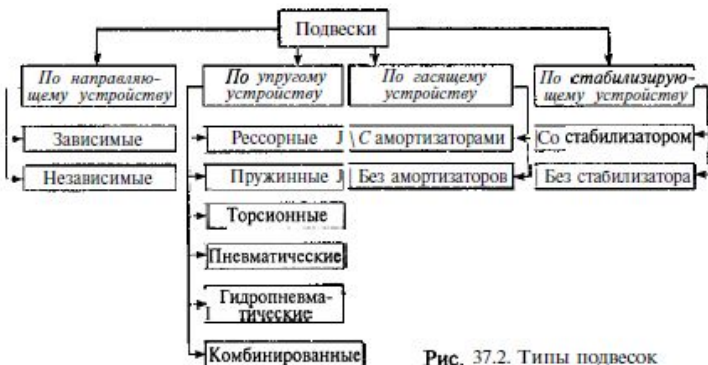 Подвески
По направляю-
щему устройству
По упругому
устройству
По гасящему
устройству
По стабилизирую-
щему устройству
Зависимые
Независимые
Рессорные
Пружинные
Торсионные
Пневматические
Гидропневма-
тические
Комбинированные
С амортизаторами
Без амортизаторов
Со стабилизатором
Без стабилизатора
Рис. 37.2. Типы подвесок